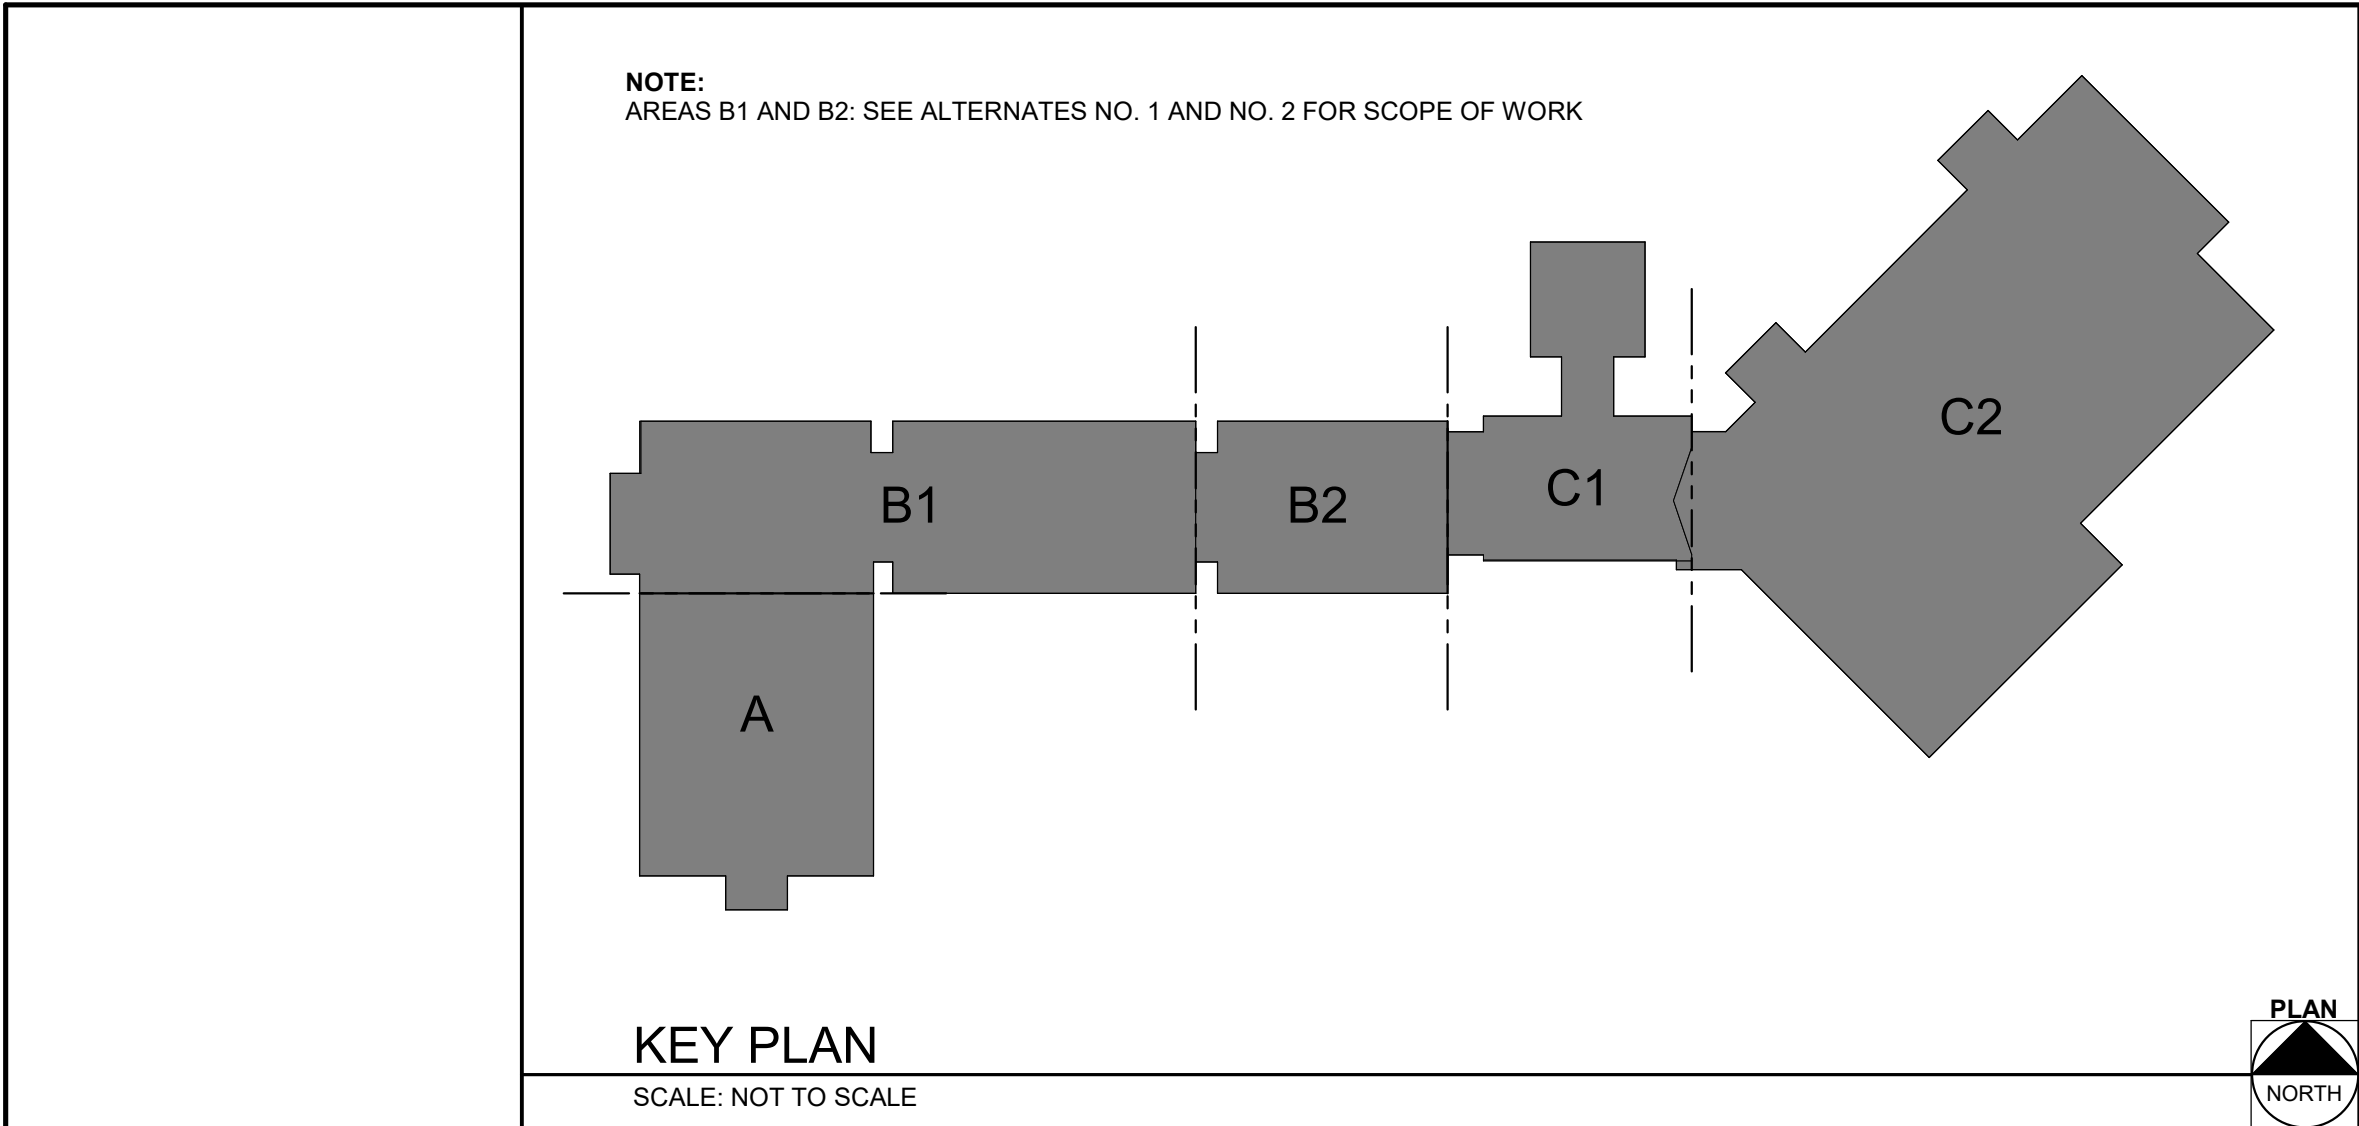 NOTE:
AREAS B1 AND B2: SEE ALTERNATES NO. 1 AND NO. 2 FOR SCOPE OF WORK
C2
C1
B1
B2
A
KEY PLAN
SCALE: NOT TO SCALE
PLAN
NORTH